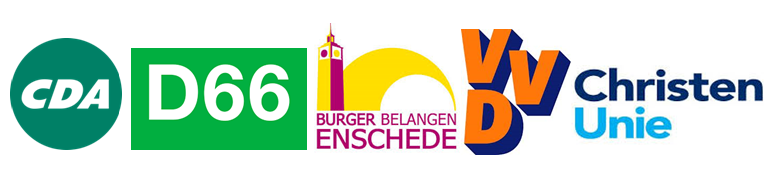 CDA
D66
BURGER BELANGEN
ENSCHEDE
VVD
Christen
Unie